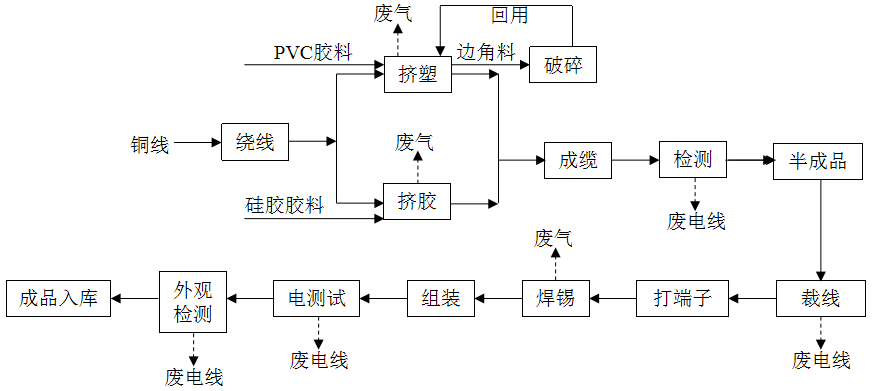 废气
回用
PVC胶料
边角料
挤塑
破碎
铜线
绕线
废气
成缆
检测
半成品
硅胶胶料
挤胶
废电线
废气
成品入库
外观
检测
电测试
组装
焊锡
打端子
裁线
废电线
废电线
废电线